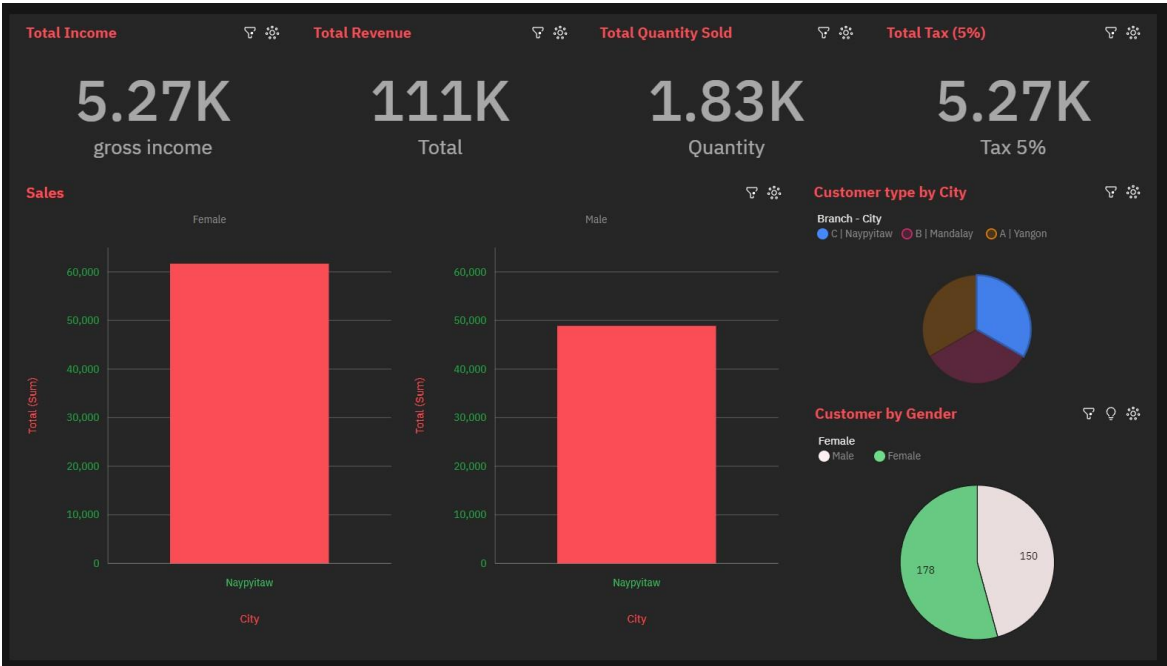 Total Income
Total Revenue
Total Quantity Sold
Total Tax (5%)
5.27K
111K
1.83K
5.27K
gross income
Total
Quantity
Tax 5%
Sales
Customer type by City
Female
Male
Branch - City
C | Naypyitaw
B | Mandalay
A | Yangon
Total (Sum)
60,000
50,000
40,000
30,000
20,000
10,000
0
Naypyitaw
City
Total (Sum)
60,000
50,000
40,000
30,000
20,000
10,000
0
Naypyitaw
City
Customer by Gender
Female
Male
Female
178
150